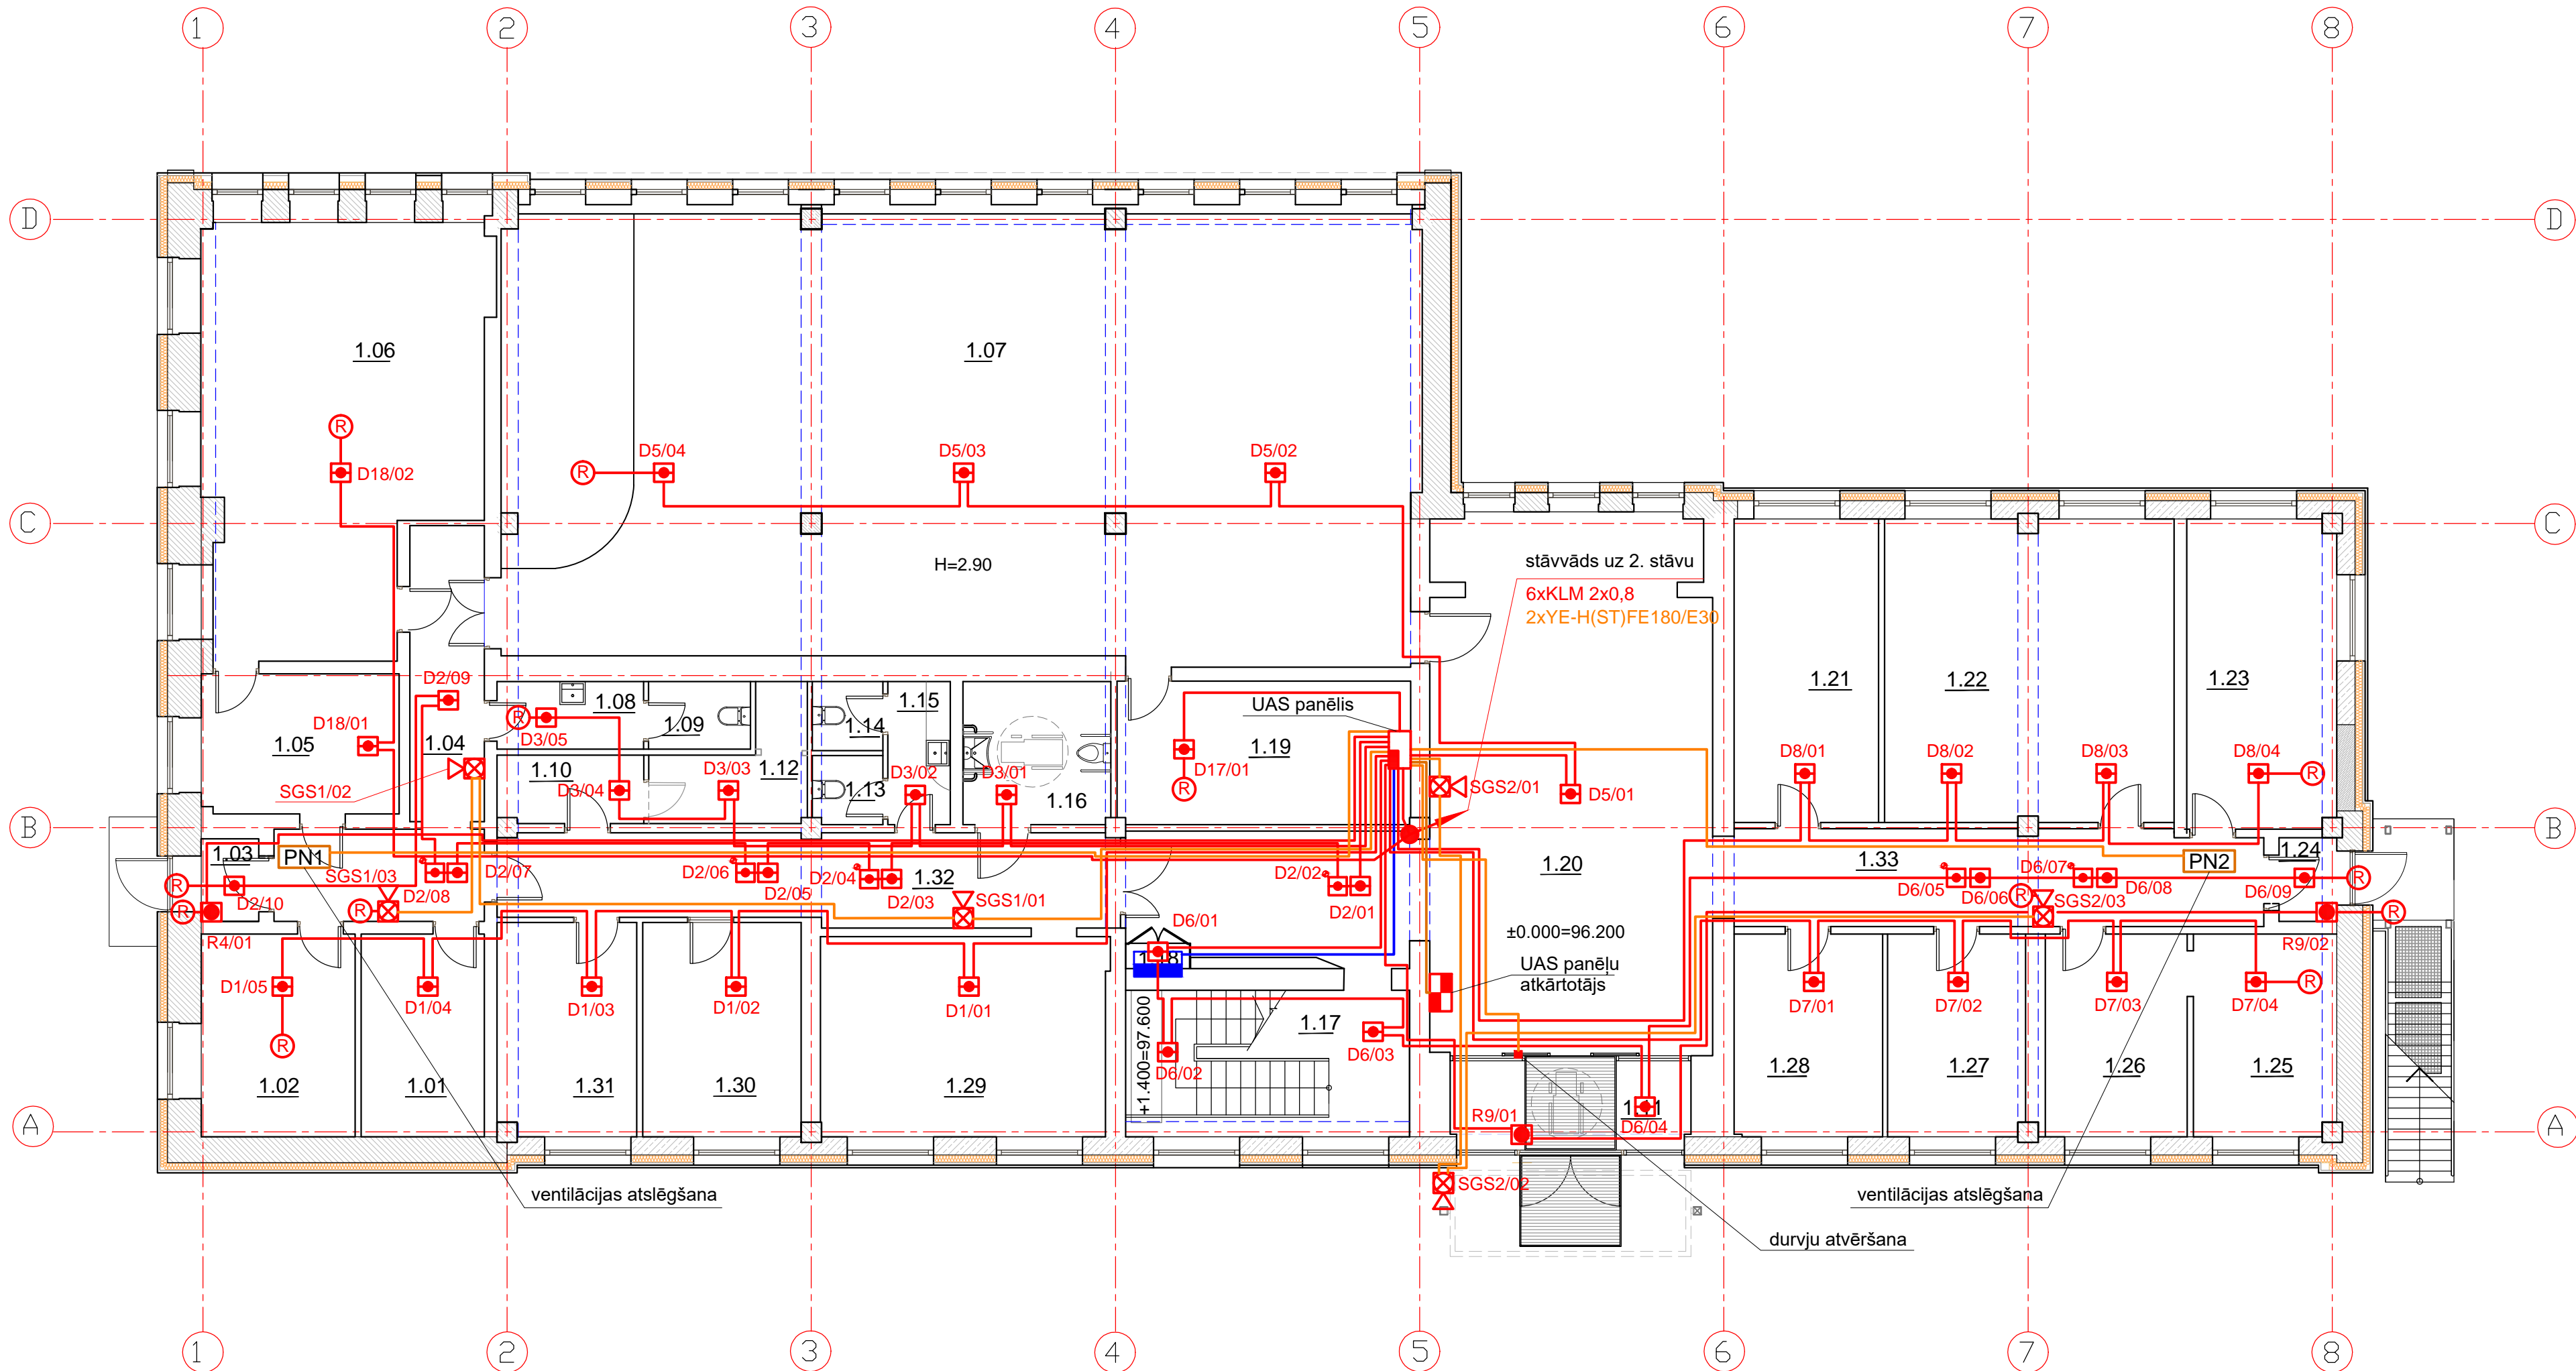 1 2 3 4 5 6 7 8
D D
1.06 1.07
R
D18/02
R D5/04 D5/03 D5/02
C C
stāvvāds uz 2. stāvu
H=2.90
6xKLM 2x0,8
2xYE-H(ST)FE180/E30
D2/09
1.08 1.15 1.21 1.22 1.23
UAS panēlis
D18/01 R 1.09 1.14
1.05 1.04 D3/05 1.19
D8/01 D8/02 D8/03 D8/04
1.10 1.12 D3/03 D3/02 D3/01 D17/01 R
SGS1/02 D3/04 1.13 1.16 R SGS2/01 D5/01
B B
1.03 PN1 1.33 PN2 1.24
SGS1/03 D2/07 D2/06 D2/04 1.32 D2/02 1.20 D6/07
R D2/08 D2/05 D2/03 SGS1/01 D6/05 D6/06 D6/08 D6/09 R
D2/10 R D2/01 R SGS2/03
R R4/01 D6/01 R9/02 R
±0.000=96.200
UAS panēļu
atkārtotājs
D1/05 D1/04 D1/03 D1/02 D1/01 D7/01 D7/02 D7/03 D7/04 R
+1.400=97.600
1.17
R D6/02 D6/03
1.02 1.01 1.31 1.30 1.29 1.28 1.27 1.26 1.25
A A
R9/01 D6/04
SGS2/02
ventilācijas atslēgšana
ventilācijas atslēgšana
durvju atvēršana
1 2 3 4 5 6 7 8